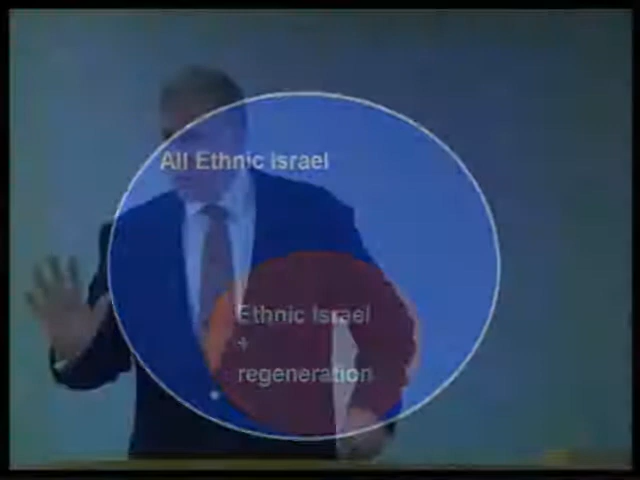 All Ethnic Israel
Ethnic Israel
+
regeneration